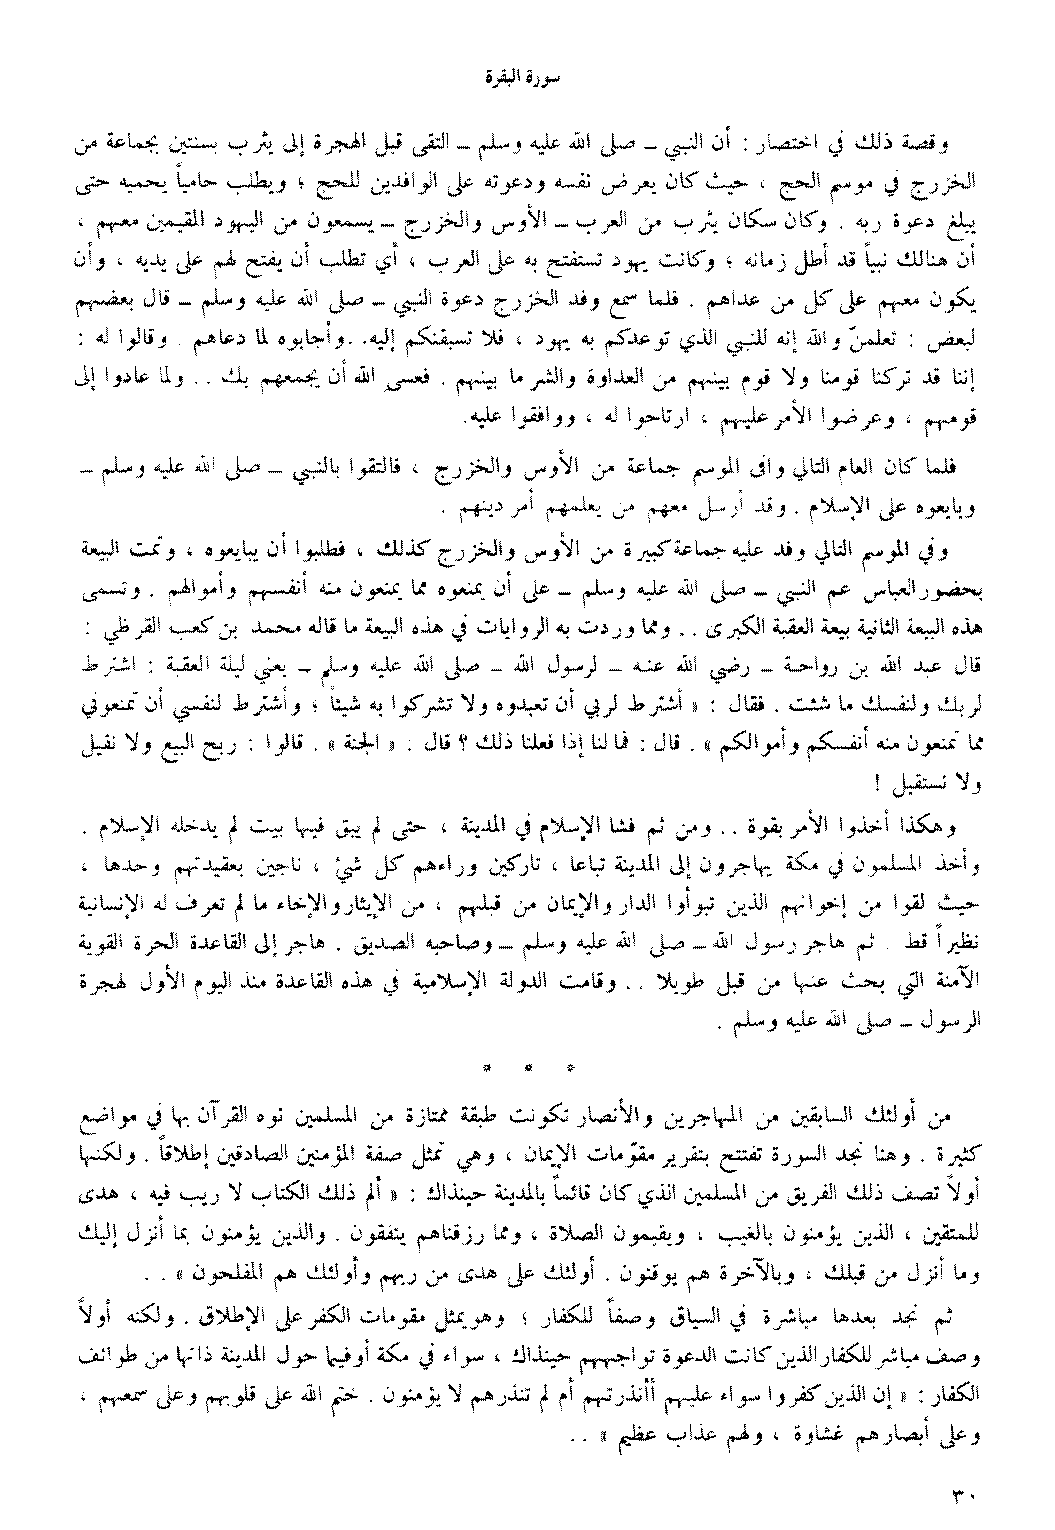 سورة البقرة
وقصة ذلك في اختصار : أن النبي – صلى الله عليه وسلم – التقى قبل الهجرة إلى يثرب بسنتين بجماعة من
الخزرج في موسم الحج ، حيث كان يعرض نفسه ودعوته على الوافدين للحج ؛ ويطلب حامياً يحميه حتى
يبلغ دعوة ربه . وكان سكان يثرب من العرب – الأوس والخزرج – يسمعون من اليهود المقيمين معهم ،
أن هنالك نبياً قد أطل زمانه ؛ وكانت يهود تستفتح به على العرب ، أي تطلب أن يفتح لهم على يديه ، وأن
يكون معهم على كل من عداهم . فلما سمع وفد الخزرج دعوة النبي – صلى الله عليه وسلم – قال بعضهم
لبعض : تعلمنّ والله إنه للنبي الذي توعدكم به يهود ، فلا تسبقنكم إليه. .وأجابوه لما دعاهم . وقالوا له :
إننا قد تركنا قومنا ولا قوم بينهم من العداوة والشر ما بينهم . فعسى الله أن يجمعهم بك .. ولما عادوا إلى
قومهم ، وعرضوا الأمر عليهم ، ارتاحوا له ، ووافقوا عليه.
فلما كان العام التالي وافى الموسم جماعة من الأوس والخزرج ، فالتقوا بالنبي – صلى الله عليه وسلم –
وبايعوه على الإسلام . وقد أرسل معهم من يعلمهم أمر دينهم .
وفي الموسم التالي وفد عليه جماعة كبيرة من الأوس والخزرج كذلك ، فطلبوا أن يبايعوه ، وتمت البيعة
بحضور العباس عم النبي – صلى الله عليه وسلم – على أن يمنعوه مما يمنعون منه أنفسهم وأموالهم . وتسمى
هذه البيعة الثانية بيعة العقبة الكبرى .. ومما وردت به الروايات في هذه البيعة ما قاله محمد بن كعب القرظي :
قال عبد الله بن رواحة – رضي الله عنه – لرسول الله – صلى الله عليه وسلم – يعني ليلة العقبة : اشترط
لربك ولنفسك ما شئت . فقال : « أشترط لربي أن تعبدوه ولا تشركوا به شيئاً ؛ وأشترط لنفسي أن تمنعوني
مما تمنعون منه أنفسكم وأموالكم » . قال : فما لنا إذا فعلنا ذلك ؟ قال : « الجنة » . قالوا : ربح البيع ولا نقيل
ولا نستقيل !
وهكذا أخذوا الأمر بقوة .. ومن ثم فشا الإسلام في المدينة ، حتى لم يبق فيها بيت لم يدخله الإسلام .
وأخذ المسلمون في مكة يهاجرون إلى المدينة تباعا ، تاركين وراءهم كل شئ ، ناجين بعقيدتهم وحدها ،
حيث لقوا من إخوانهم الذين تبوأوا الدار والإيمان من قبلهم ، من الإيثار والإخاء ما لم تعرف له الإنسانية
نظيراً قط . ثم هاجر رسول الله – صلى الله عليه وسلم – وصاحبه الصديق . هاجر إلى القاعدة الحرة القوية
الآمنة التي بحث عنها من قبل طويلا .. وقامت الدولة الإسلامية في هذه القاعدة منذ اليوم الأول لهجرة
الرسول – صلى الله عليه وسلم .
* * *
من أولئك السابقين من المهاجرين والأنصار تكونت طبقة ممتازة من المسلمين نوه القرآن بها في مواضع
كثيرة . وهنا نجد السورة تفتتح بتقرير مقوّمات الإيمان ، وهي تمثل صفة المؤمنين الصادقين إطلاقاً . ولكنها
أولاً تصف ذلك الفريق من المسلمين الذي كان قائماً بالمدينة حينذاك : « ألم ذلك الكتاب لا ريب فيه ، هدى
للمتقين ، الذين يؤمنون بالغيب ، ويقيمون الصلاة ، ومما رزقناهم ينفقون . والذين يؤمنون بما أنزل إليك
وما أنزل من قبلك ، وبالآخرة هم يوقنون . أولئك على هدى من ربهم وأولئك هم المفلحون » . .
ثم نجد بعدها مباشرة في السياق وصفاً للكفار ؛ وهو يمثل مقومات الكفر على الإطلاق . ولكنه أولاً
وصف مباشر للكفار الذين كانت الدعوة تواجههم حينذاك ، سواء في مكة أو فيما حول المدينة ذاتها من طوائف
الكفار : « إن الذين كفروا سواء عليهم أأنذرتهم أم لم تنذرهم لا يؤمنون . ختم الله على قلوبهم وعلى سمعهم ،
وعلى أبصارهم غشاوة ، ولهم عذاب عظيم » . .
٣٠